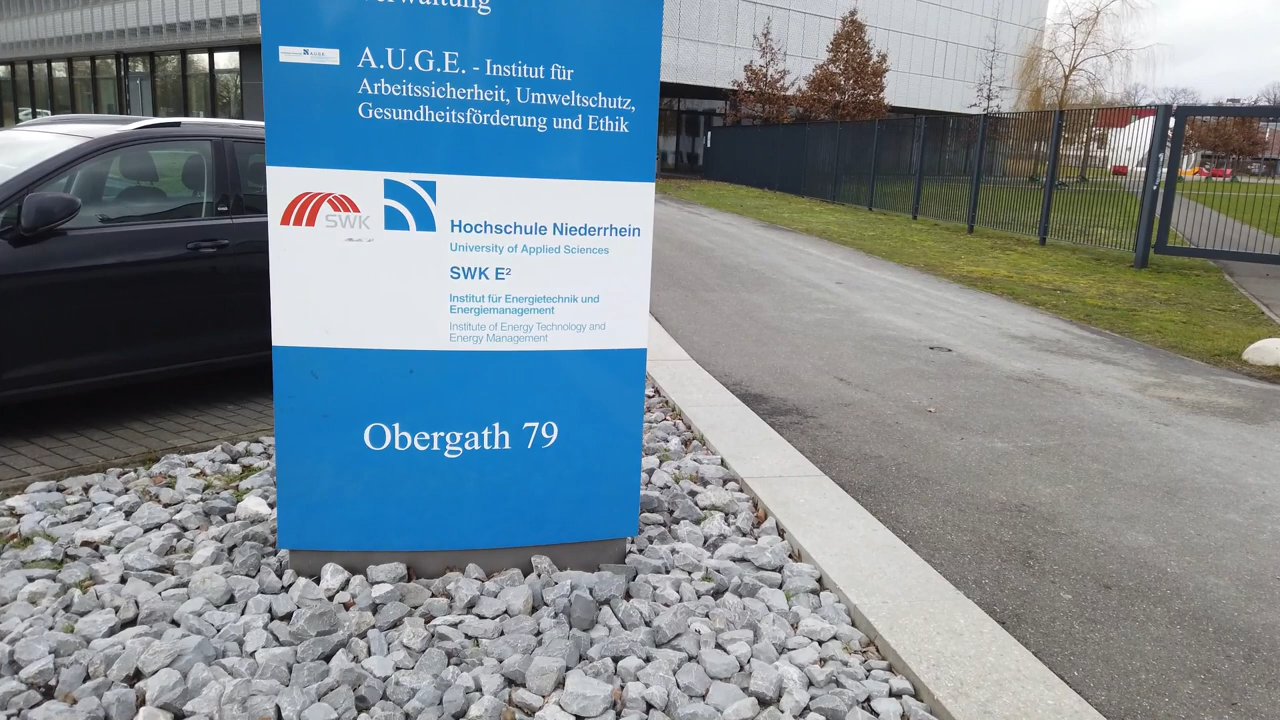 A.U.G.E. - Institut für
Arbeitssicherheit, Umweltschutz,
Gesundheitsförderung und Ethik
SWK
Hochschule Niederrhein
University of Applied Sciences
SWK E²
Institut für Energietechnik und
Energiemanagement
Institute of Energy Technology and
Energy Management
Obergath 79